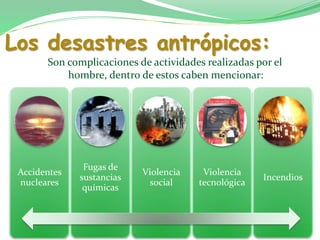 Los desastres antrópicos:
Son complicaciones de actividades realizadas por el
hombre, dentro de estos caben mencionar:
Accidentes
nucleares
Fugas de
sustancias
químicas
Violencia
social
Violencia
tecnológica
Incendios